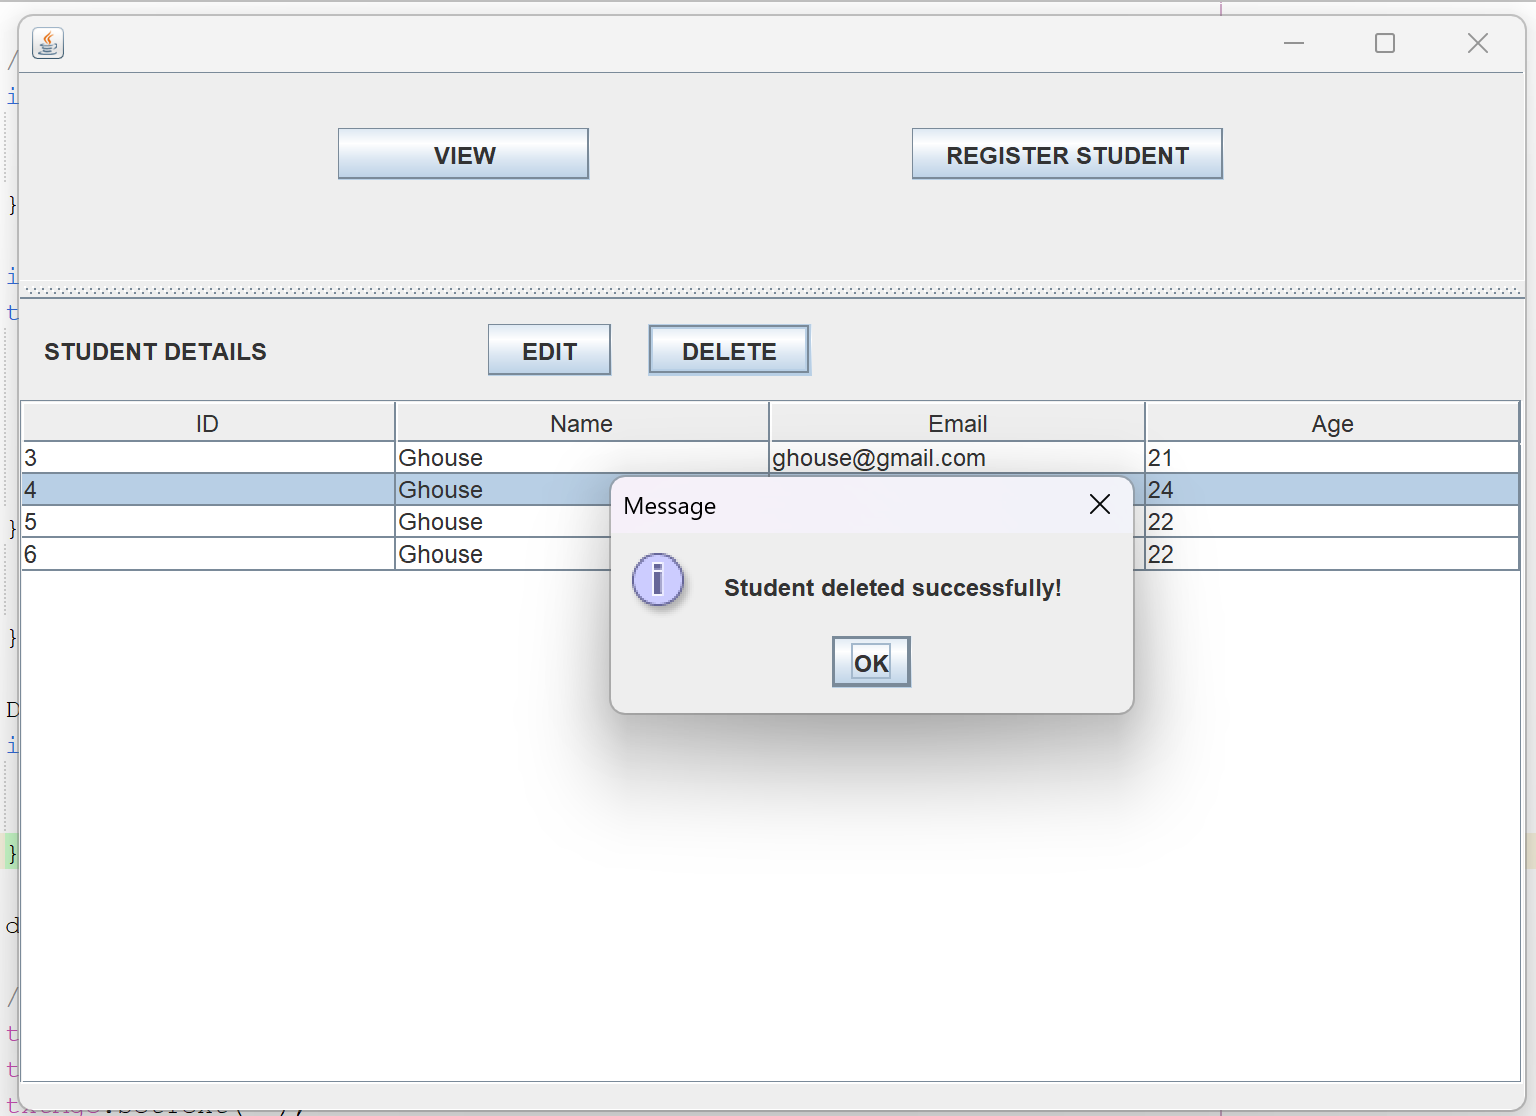 VIEW REGISTER STUDENT
STUDENT DETAILS EDIT DELETE
ID Name Email Age
3 Ghouse ghouse@gmail.com 21
4 Ghouse 24
5 Ghouse 22
6 Ghouse 22
Message
Student deleted successfully!
OK